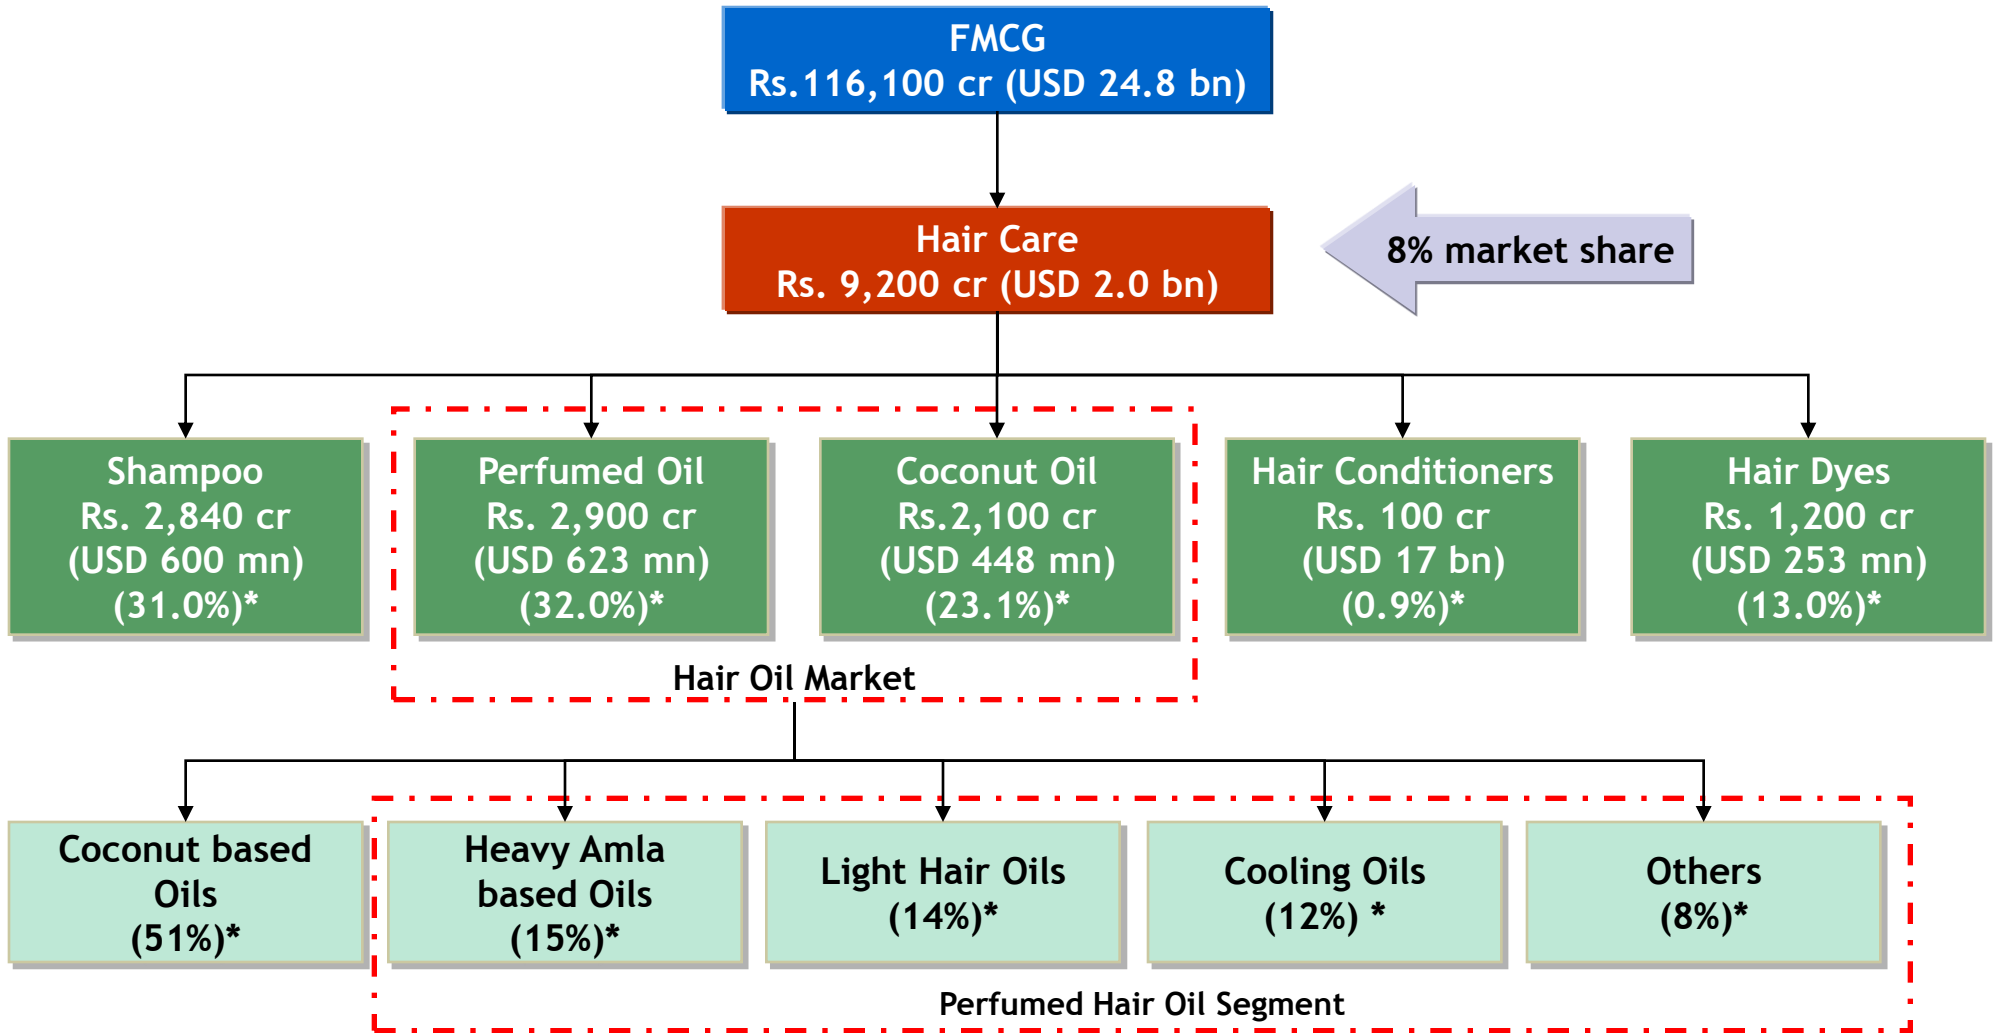 FMCG
Rs.116,100 cr (USD 24.8 bn)
Hair Care
Rs. 9,200 cr (USD 2.0 bn)
8% market share
Shampoo
Rs. 2,840 cr
(USD 600 mn)
(31.0%)*
Perfumed Oil
Rs. 2,900 cr
(USD 623 mn)
(32.0%)*
Coconut Oil
Rs.2,100 cr
(USD 448 mn)
(23.1%)*
Hair Conditioners
Rs. 100 cr
(USD 17 bn)
(0.9%)*
Hair Dyes
Rs. 1,200 cr
(USD 253 mn)
(13.0%)*
Hair Oil Market
Coconut based
Oils
(51%)*
Heavy Amla
based Oils
(15%)*
Light Hair Oils
(14%)*
Cooling Oils
(12%) *
Others
(8%)*
Perfumed Hair Oil Segment